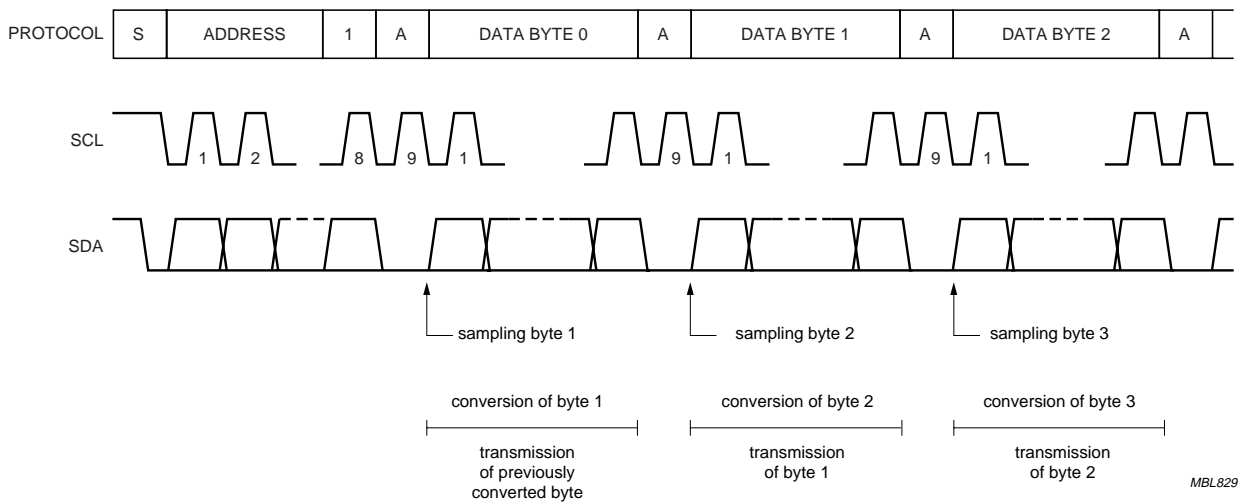 PROTOCOL S ADDRESS 1 A DATA BYTE 0 A DATA BYTE 1 A DATA BYTE 2 A
SCL 1 2 8 9 1 9 1 9 1
SDA
sampling byte 1 sampling byte 2 sampling byte 3
conversion of byte 1 conversion of byte 2 conversion of byte 3
transmission transmission transmission
of previously of byte 1 of byte 2
converted byte MBL829